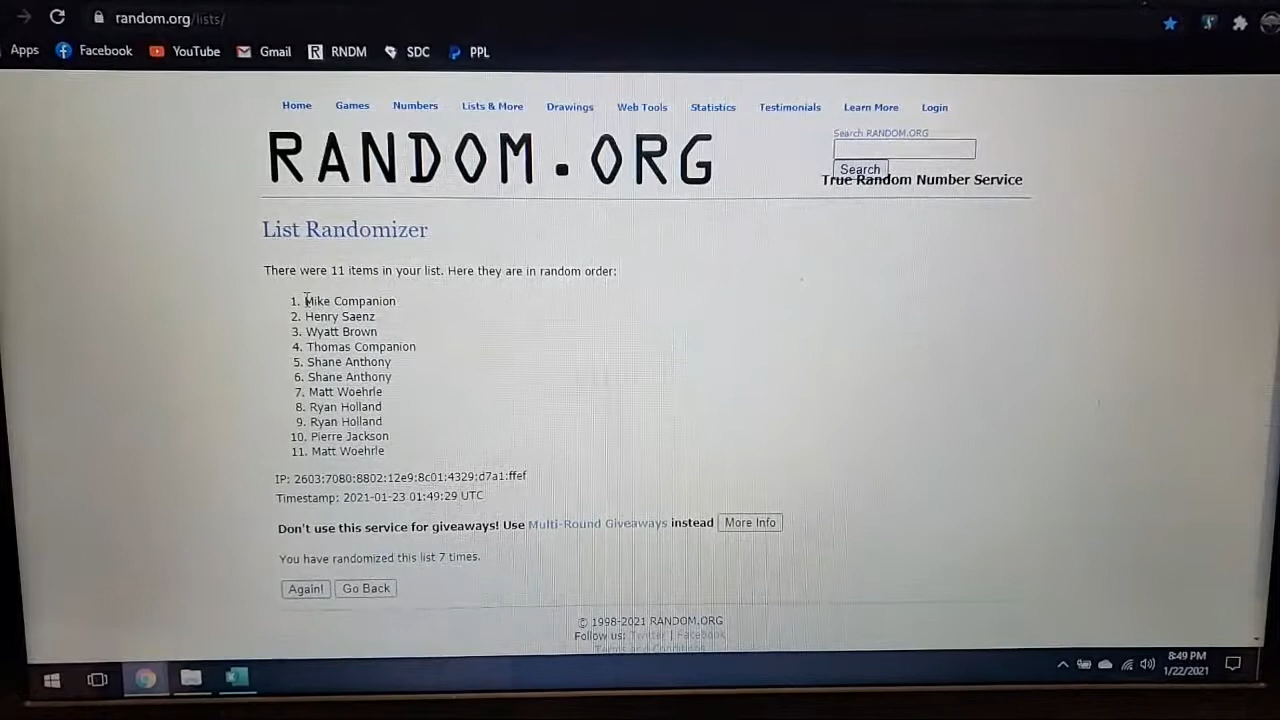 random.org/lists/
Apps Facebook YouTube Gmail R RNDM SDC PPL
Home Games Numbers Lists & More Drawings Web Tools Statistics Testimonials Learn More Login
RANDOM.ORG
Search RANDOM.ORG
Search
True Random Number Service
List Randomizer
There were 11 items in your list. Here they are in random order:
1. Mike Companion
2. Henry Saenz
3. Wyatt Brown
4. Thomas Companion
5. Shane Anthony
6. Shane Anthony
7. Matt Woehrle
8. Ryan Holland
9. Ryan Holland
10. Pierre Jackson
11. Matt Woehrle
IP: 2603:7080:8802:12e9:8c01:4329:d7a1:ffef
Timestamp: 2021-01-23 01:49:29 UTC
Don't use this service for giveaways! Use Multi-Round Giveaways instead More Info
You have randomized this list 7 times.
Again! Go Back
© 1998-2021 RANDOM.ORG
Follow us: Twitter | Facebook
Terms and Conditions
8:49 PM
1/22/2021